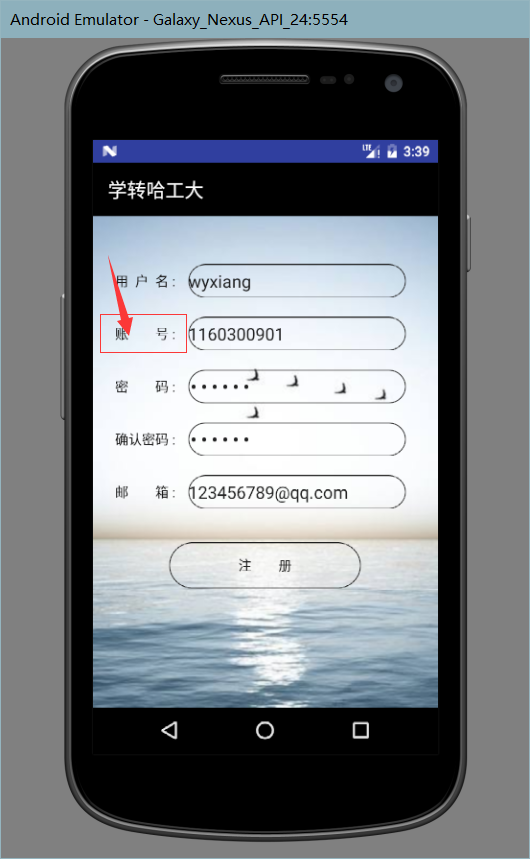 Android Emulator - Galaxy_Nexus_API_24:5554
LTE 3:39
学转哈工大
用 户 名： wyxiang
账 号： 1160300901
密 码： ••••••
确认密码： ••••••
邮 箱： 123456789@qq.com
注 册